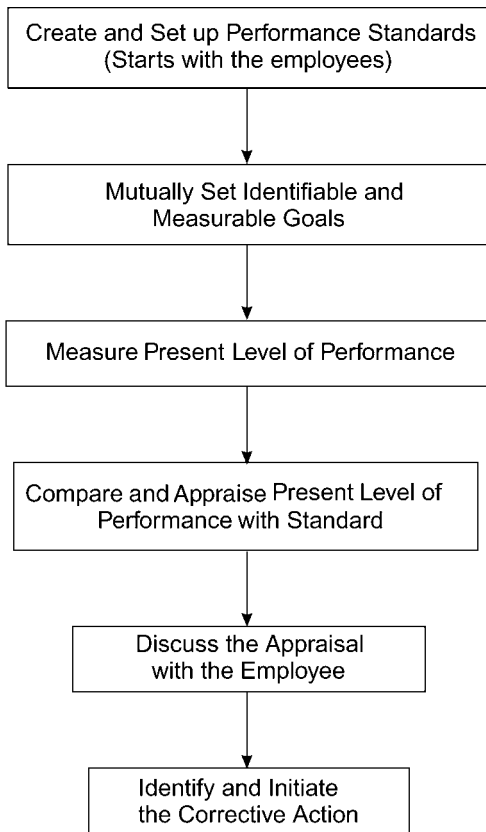 Create and Set up Performance Standards
(Starts with the employees)
Mutually Set Identifiable and
Measurable Goals
Measure Present Level of Performance
Compare and Appraise Present Level of
Performance with Standard
Discuss the Appraisal
with the Employee
Identify and Initiate
the Corrective Action